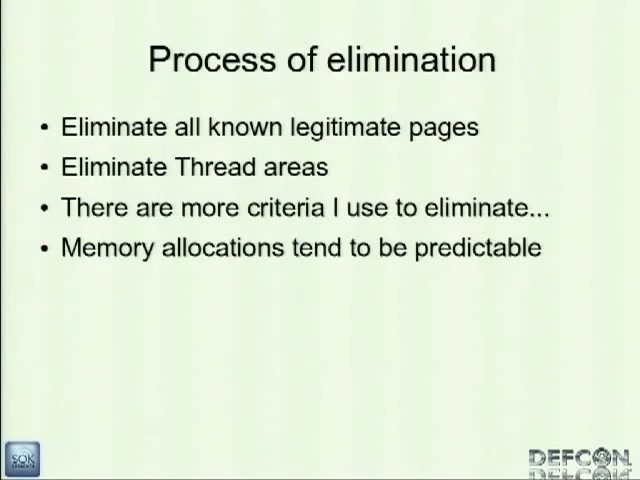 Process of elimination
• Eliminate all known legitimate pages
• Eliminate Thread areas
• There are more criteria I use to eliminate...
• Memory allocations tend to be predictable
SOK
DEFCON